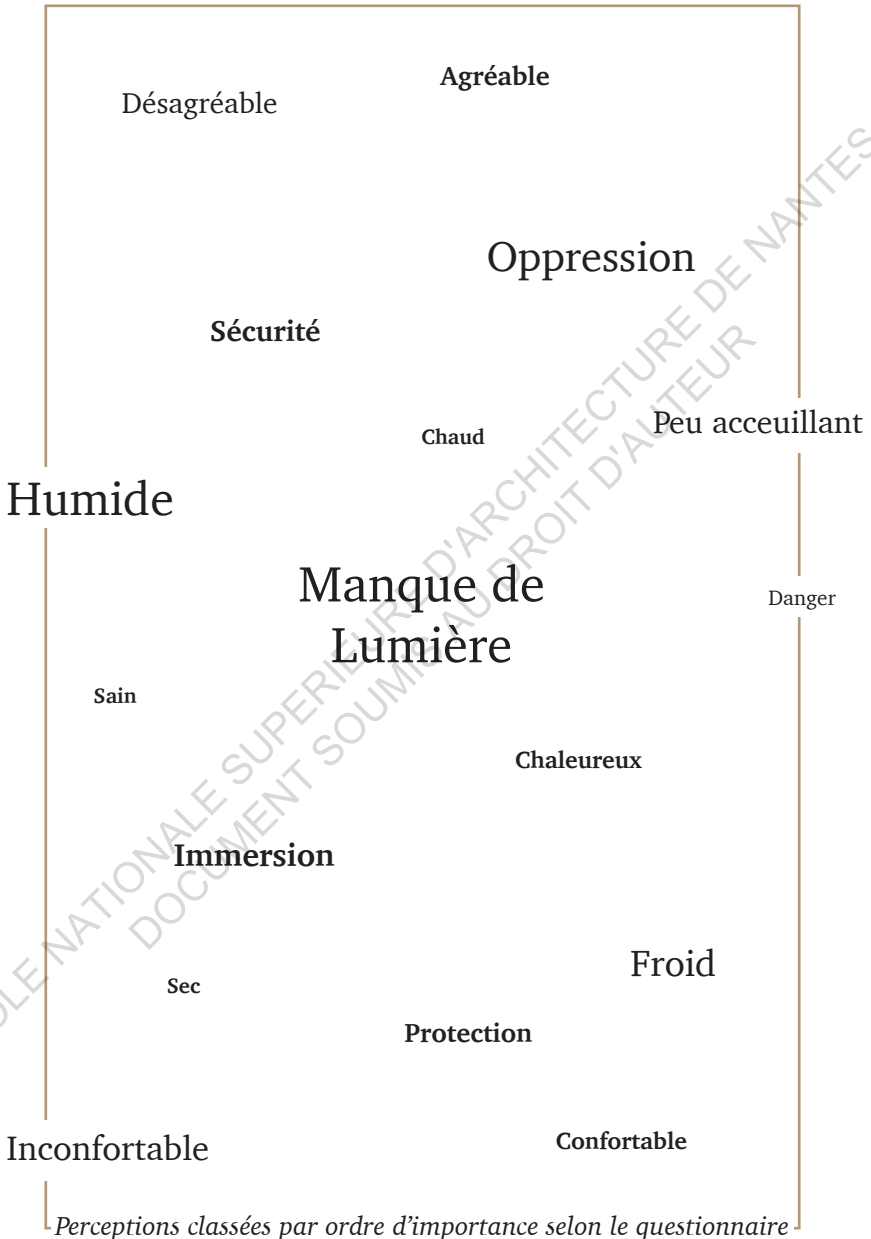 Agréable
Désagréable
Oppression
Sécurité
Peu acceuillant
Chaud
Humide
Manque de
Lumière
Danger
Sain
Chaleureux
Immersion
Froid
Sec
Protection
Confortable
Inconfortable
Perceptions classées par ordre d’importance selon le questionnaire
OLE NATIONALE SUPERIEURE D'ARCHITECTURE DE NANTES
DOCUMENT SOUMIS AU DROIT D'AUTEUR